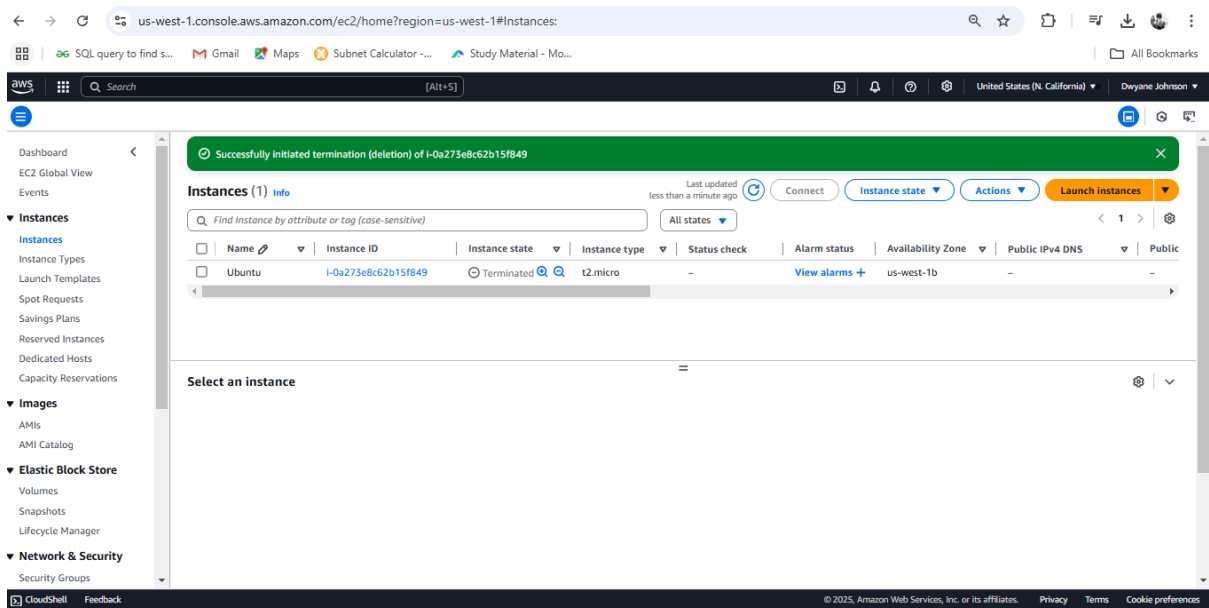 us-west-1.console.aws.amazon.com/ec2/home?region=us-west-1#Instances:
SQL query to find s... Gmail Maps Subnet Calculator -... Study Material - Mo... All Bookmarks
aws Search [Alt+S] United States (N. California) Dwyane Johnson
Dashboard
EC2 Global View
Events
Instances
Instances
Instance Types
Launch Templates
Spot Requests
Savings Plans
Reserved Instances
Dedicated Hosts
Capacity Reservations
Images
AMIs
AMI Catalog
Elastic Block Store
Volumes
Snapshots
Lifecycle Manager
Network & Security
Security Groups
Successfully initiated termination (deletion) of i-0a273e8c62b15f849
Instances (1) Info Last updated less than a minute ago Connect Instance state Actions Launch instances
Find Instance by attribute or tag (case-sensitive) All states 1
Name Instance ID Instance state Instance type Status check Alarm status Availability Zone Public IPv4 DNS Public
Ubuntu i-0a273e8c62b15f849 Terminated t2.micro – View alarms + us-west-1b – –
Select an instance
CloudShell Feedback © 2025, Amazon Web Services, Inc. or its affiliates. Privacy Terms Cookie preferences